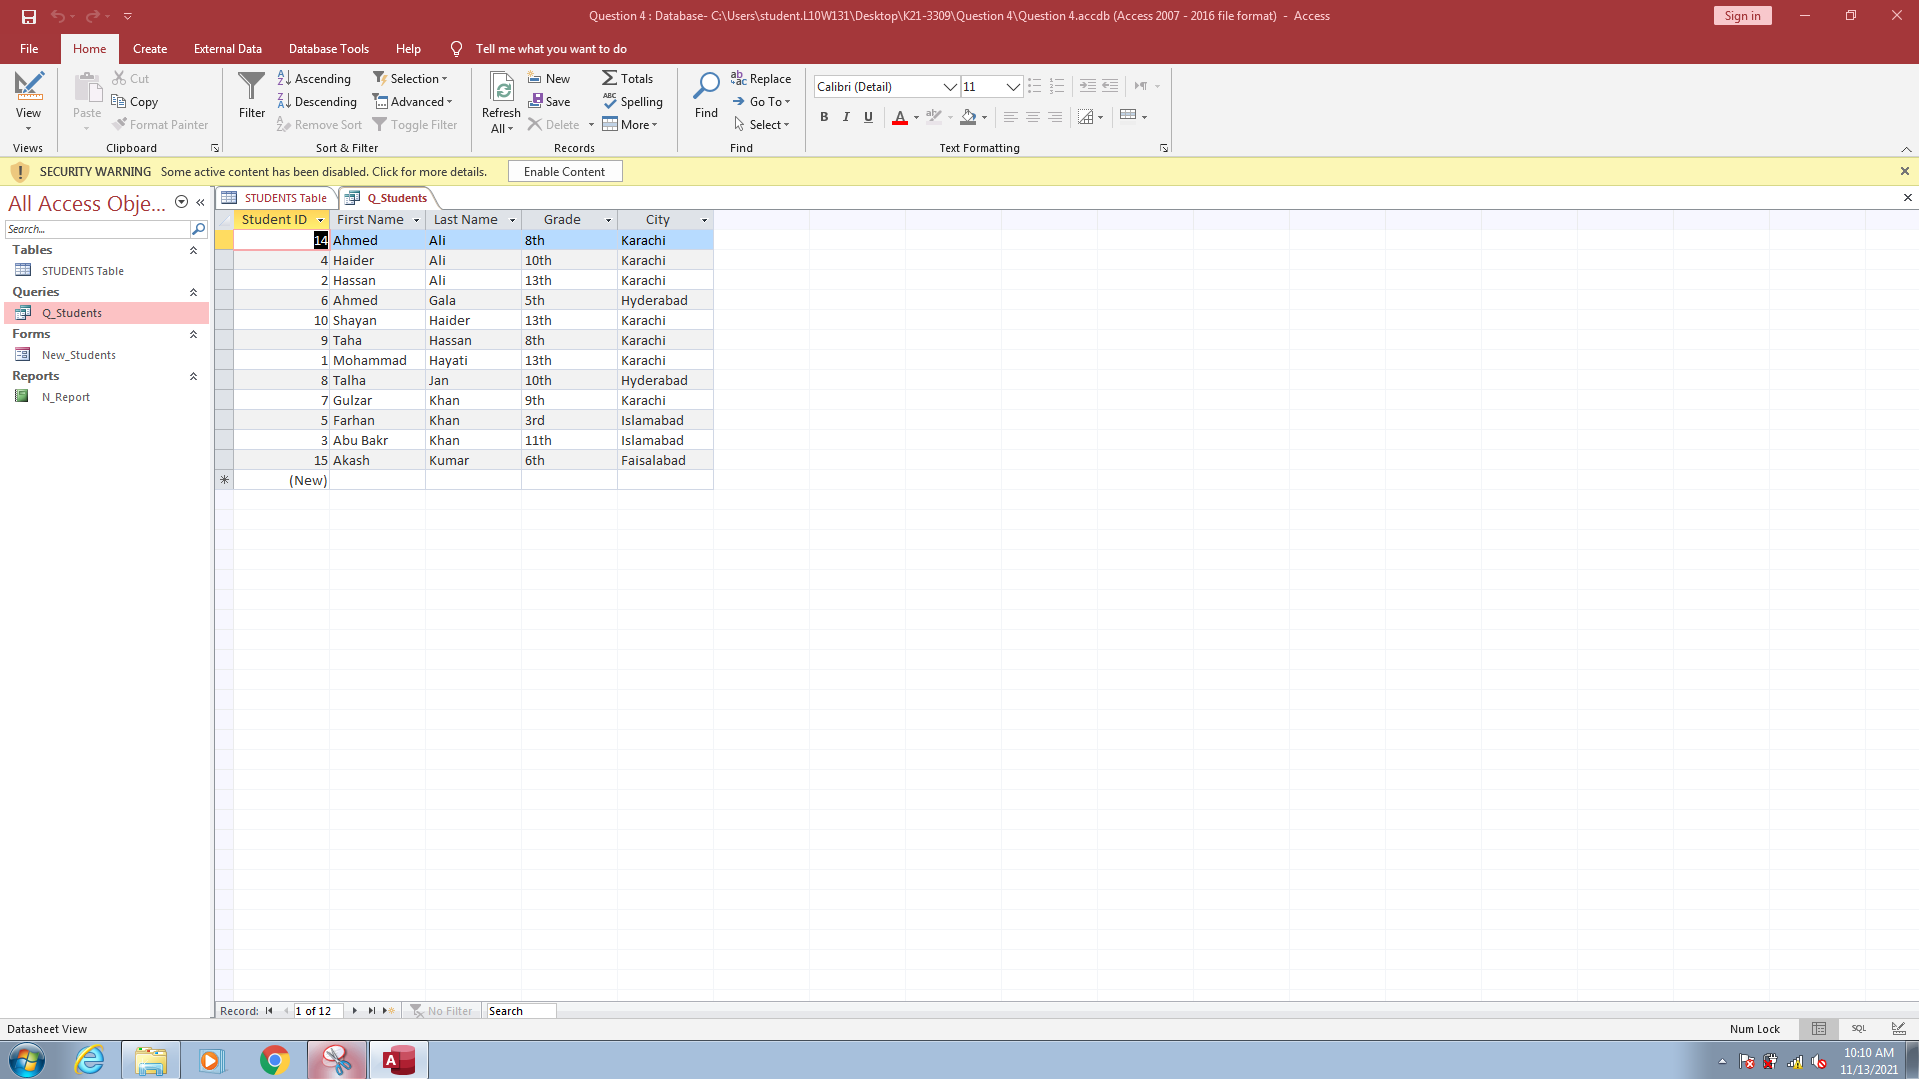 Question 4 : Database- C:\Users\student.L10W131\Desktop\K21-3309\Question 4\Question 4.accdb (Access 2007 - 2016 file format) - Access
Sign in
File Home Create External Data Database Tools Help Tell me what you want to do
View
Views
Paste
Cut
Copy
Format Painter
Clipboard
Filter
Ascending
Descending
Remove Sort
Selection
Advanced
Toggle Filter
Sort & Filter
Refresh
All
New
Save
Delete
Totals
Spelling
More
Records
Find
Replace
Go To
Select
Find
Calibri (Detail) 11
B I U A
Text Formatting
SECURITY WARNING Some active content has been disabled. Click for more details. Enable Content
All Access Obje...
Search...
Tables
STUDENTS Table
Queries
Q_Students
Forms
New_Students
Reports
N_Report
STUDENTS Table Q_Students
Student ID First Name Last Name Grade City
14 Ahmed Ali 8th Karachi
4 Haider Ali 10th Karachi
2 Hassan Ali 13th Karachi
6 Ahmed Gala 5th Hyderabad
10 Shayan Haider 13th Karachi
9 Taha Hassan 8th Karachi
1 Mohammad Hayati 13th Karachi
8 Talha Jan 10th Hyderabad
7 Gulzar Khan 9th Karachi
5 Farhan Khan 3rd Islamabad
3 Abu Bakr Khan 11th Islamabad
15 Akash Kumar 6th Faisalabad
(New)
Record: 1 of 12 No Filter Search
Datasheet View
Num Lock SQL
10:10 AM
11/13/2021